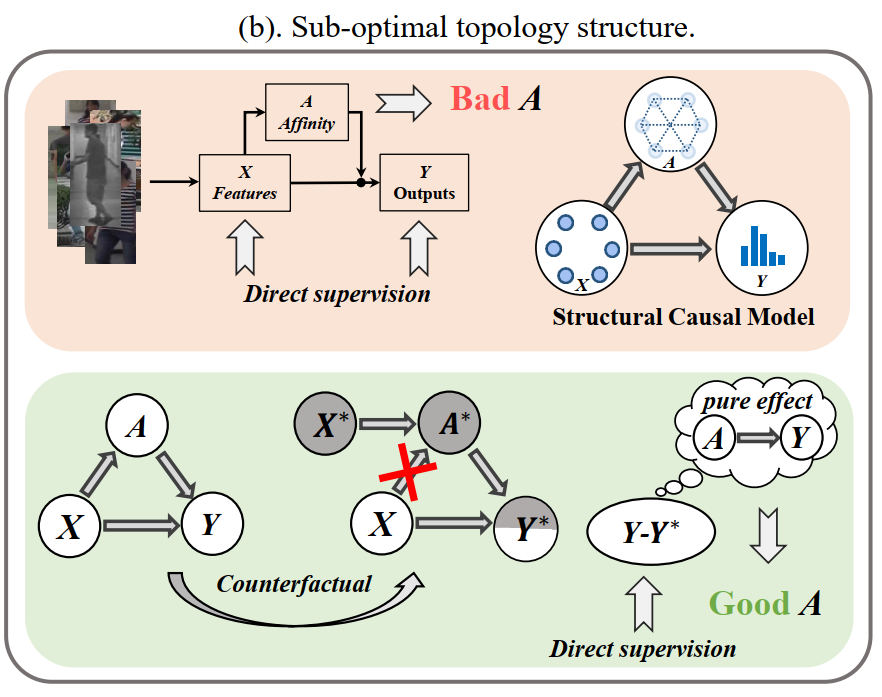 (b). Sub-optimal topology structure.
A
Affinity
Bad A
X
Features
Y
Outputs
Direct supervision
A
X
Y
Structural Causal Model
A
X
Y
Counterfactual
X*
A*
X
Y*
pure effect
A
Y
Y-Y*
Good A
Direct supervision